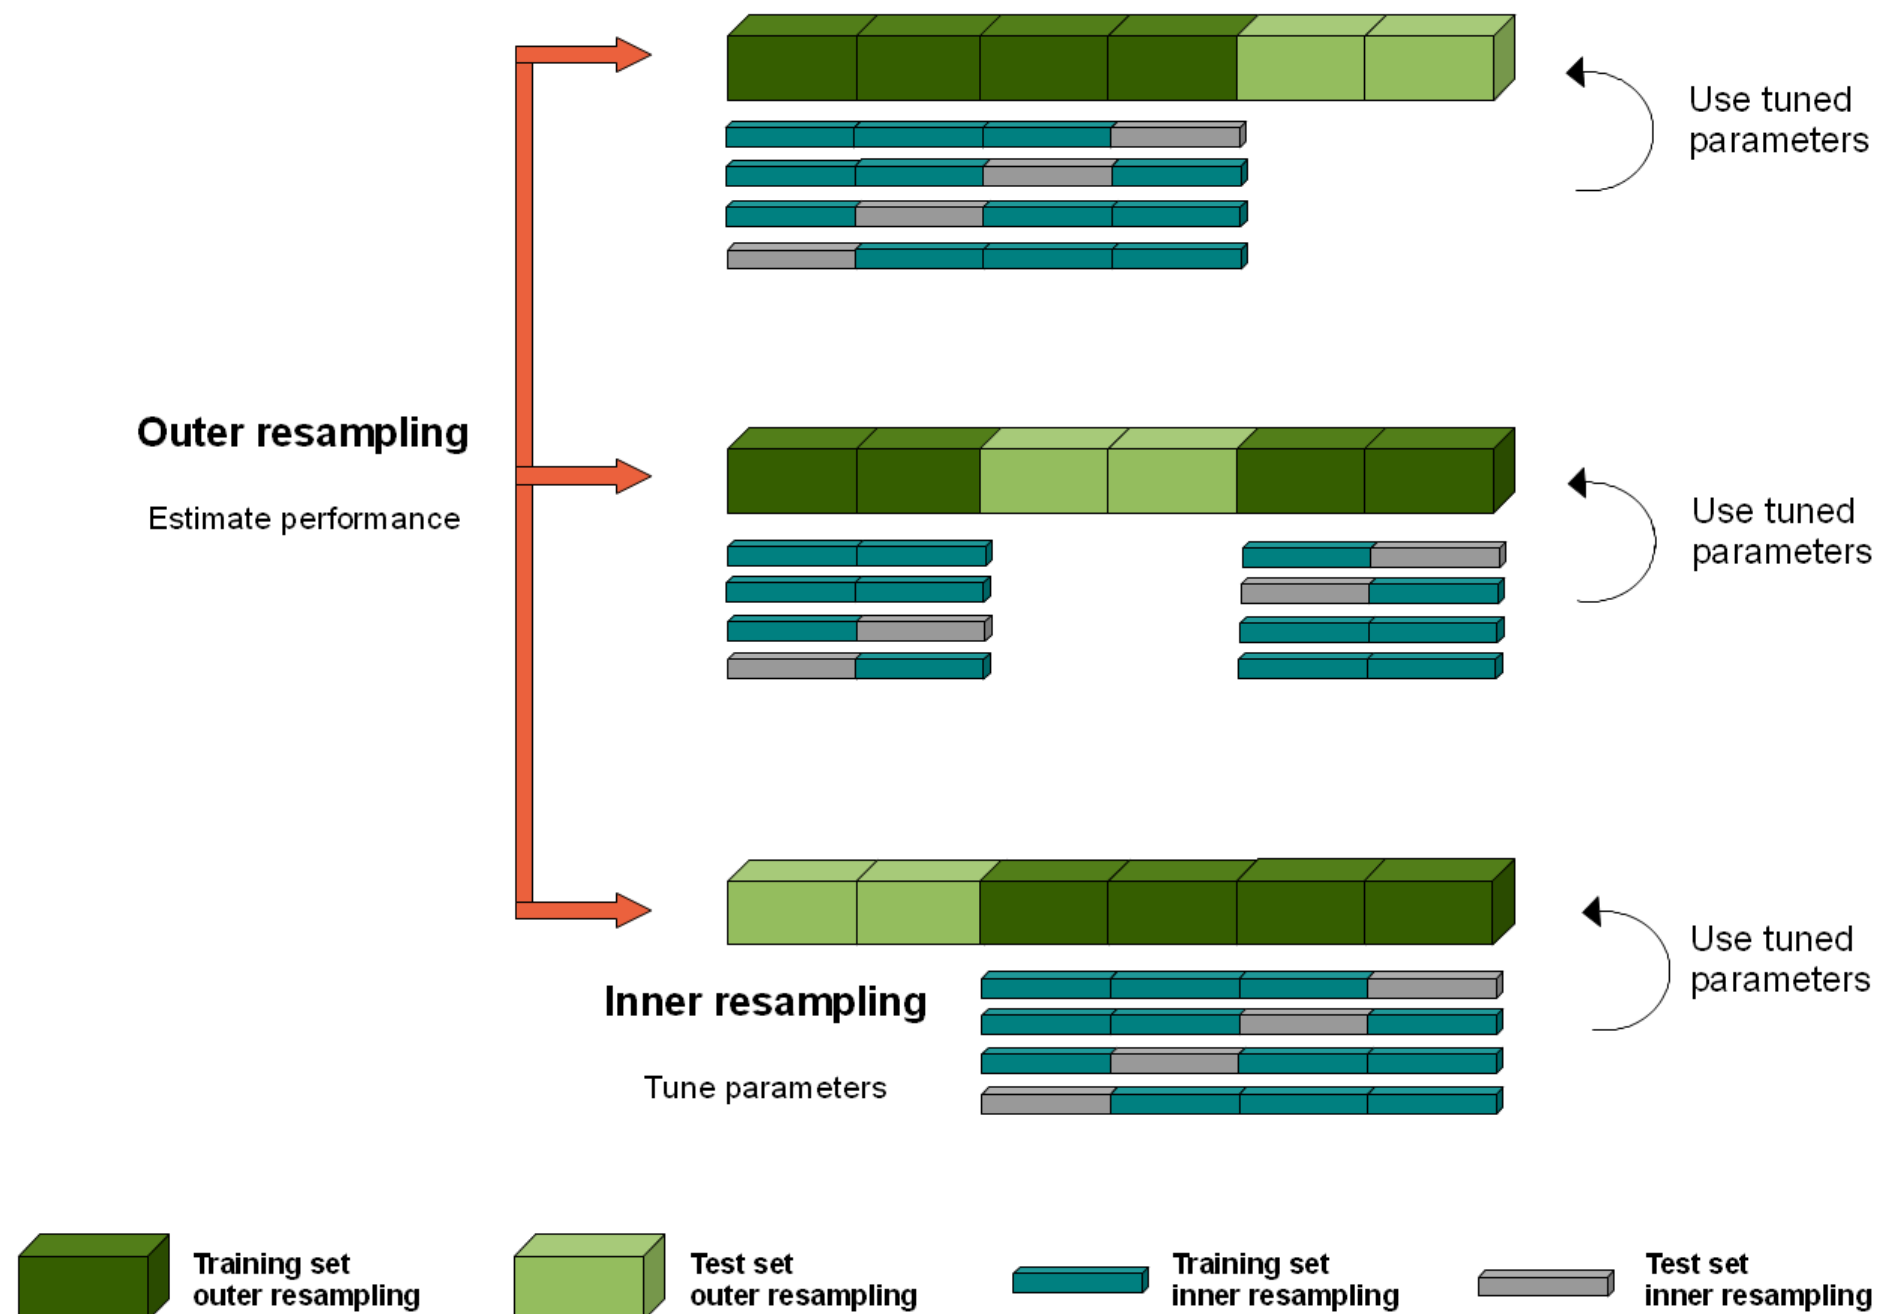 Use tuned
parameters
Outer resampling
Estimate performance
Use tuned
parameters
Use tuned
parameters
Inner resampling
Tune parameters
Training set
outer resampling
Test set
outer resampling
Training set
inner resampling
Test set
inner resampling